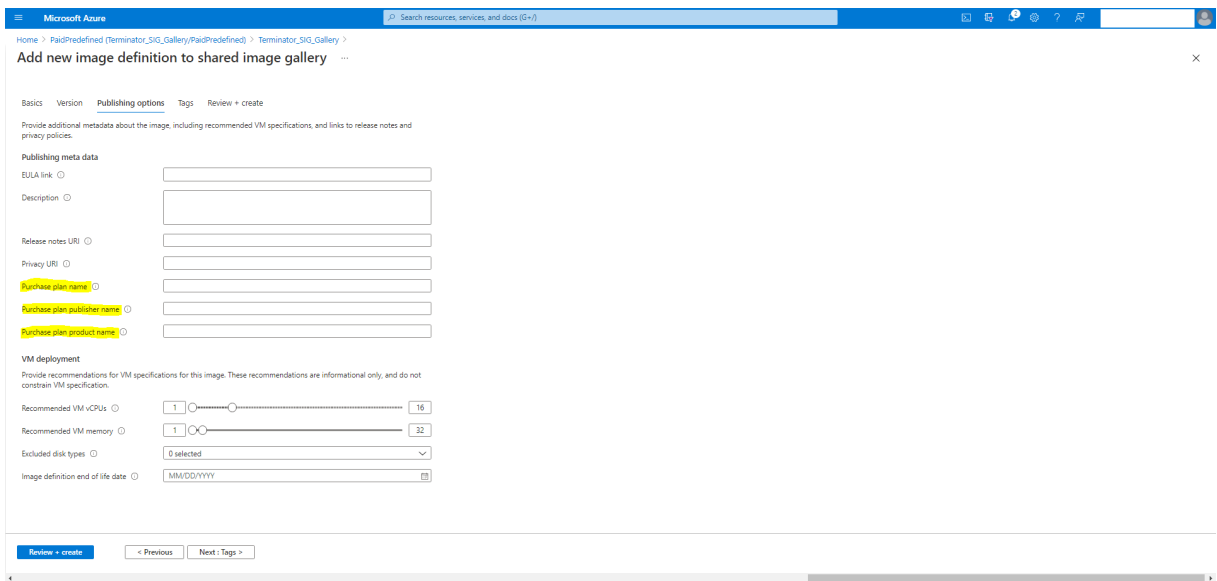 Microsoft Azure
Search resources, services, and docs (G+/)
2
Home > PaidPredefined (Terminator_SIG_Gallery/PaidPredefined) > Terminator_SIG_Gallery >
Add new image definition to shared image gallery ...
Basics Version Publishing options Tags Review + create
Provide additional metadata about the image, including recommended VM specifications, and links to release notes and
privacy policies.
Publishing meta data
EULA link
Description
Release notes URI
Privacy URI
Purchase plan name
Purchase plan publisher name
Purchase plan product name
VM deployment
Provide recommendations for VM specifications for this image. These recommendations are informational only, and do not
constrain VM specification.
Recommended VM vCPUs 1 16
Recommended VM memory 1 32
Excluded disk types 0 selected
Image definition end of life date MM/DD/YYYY
Review + create < Previous Next : Tags >